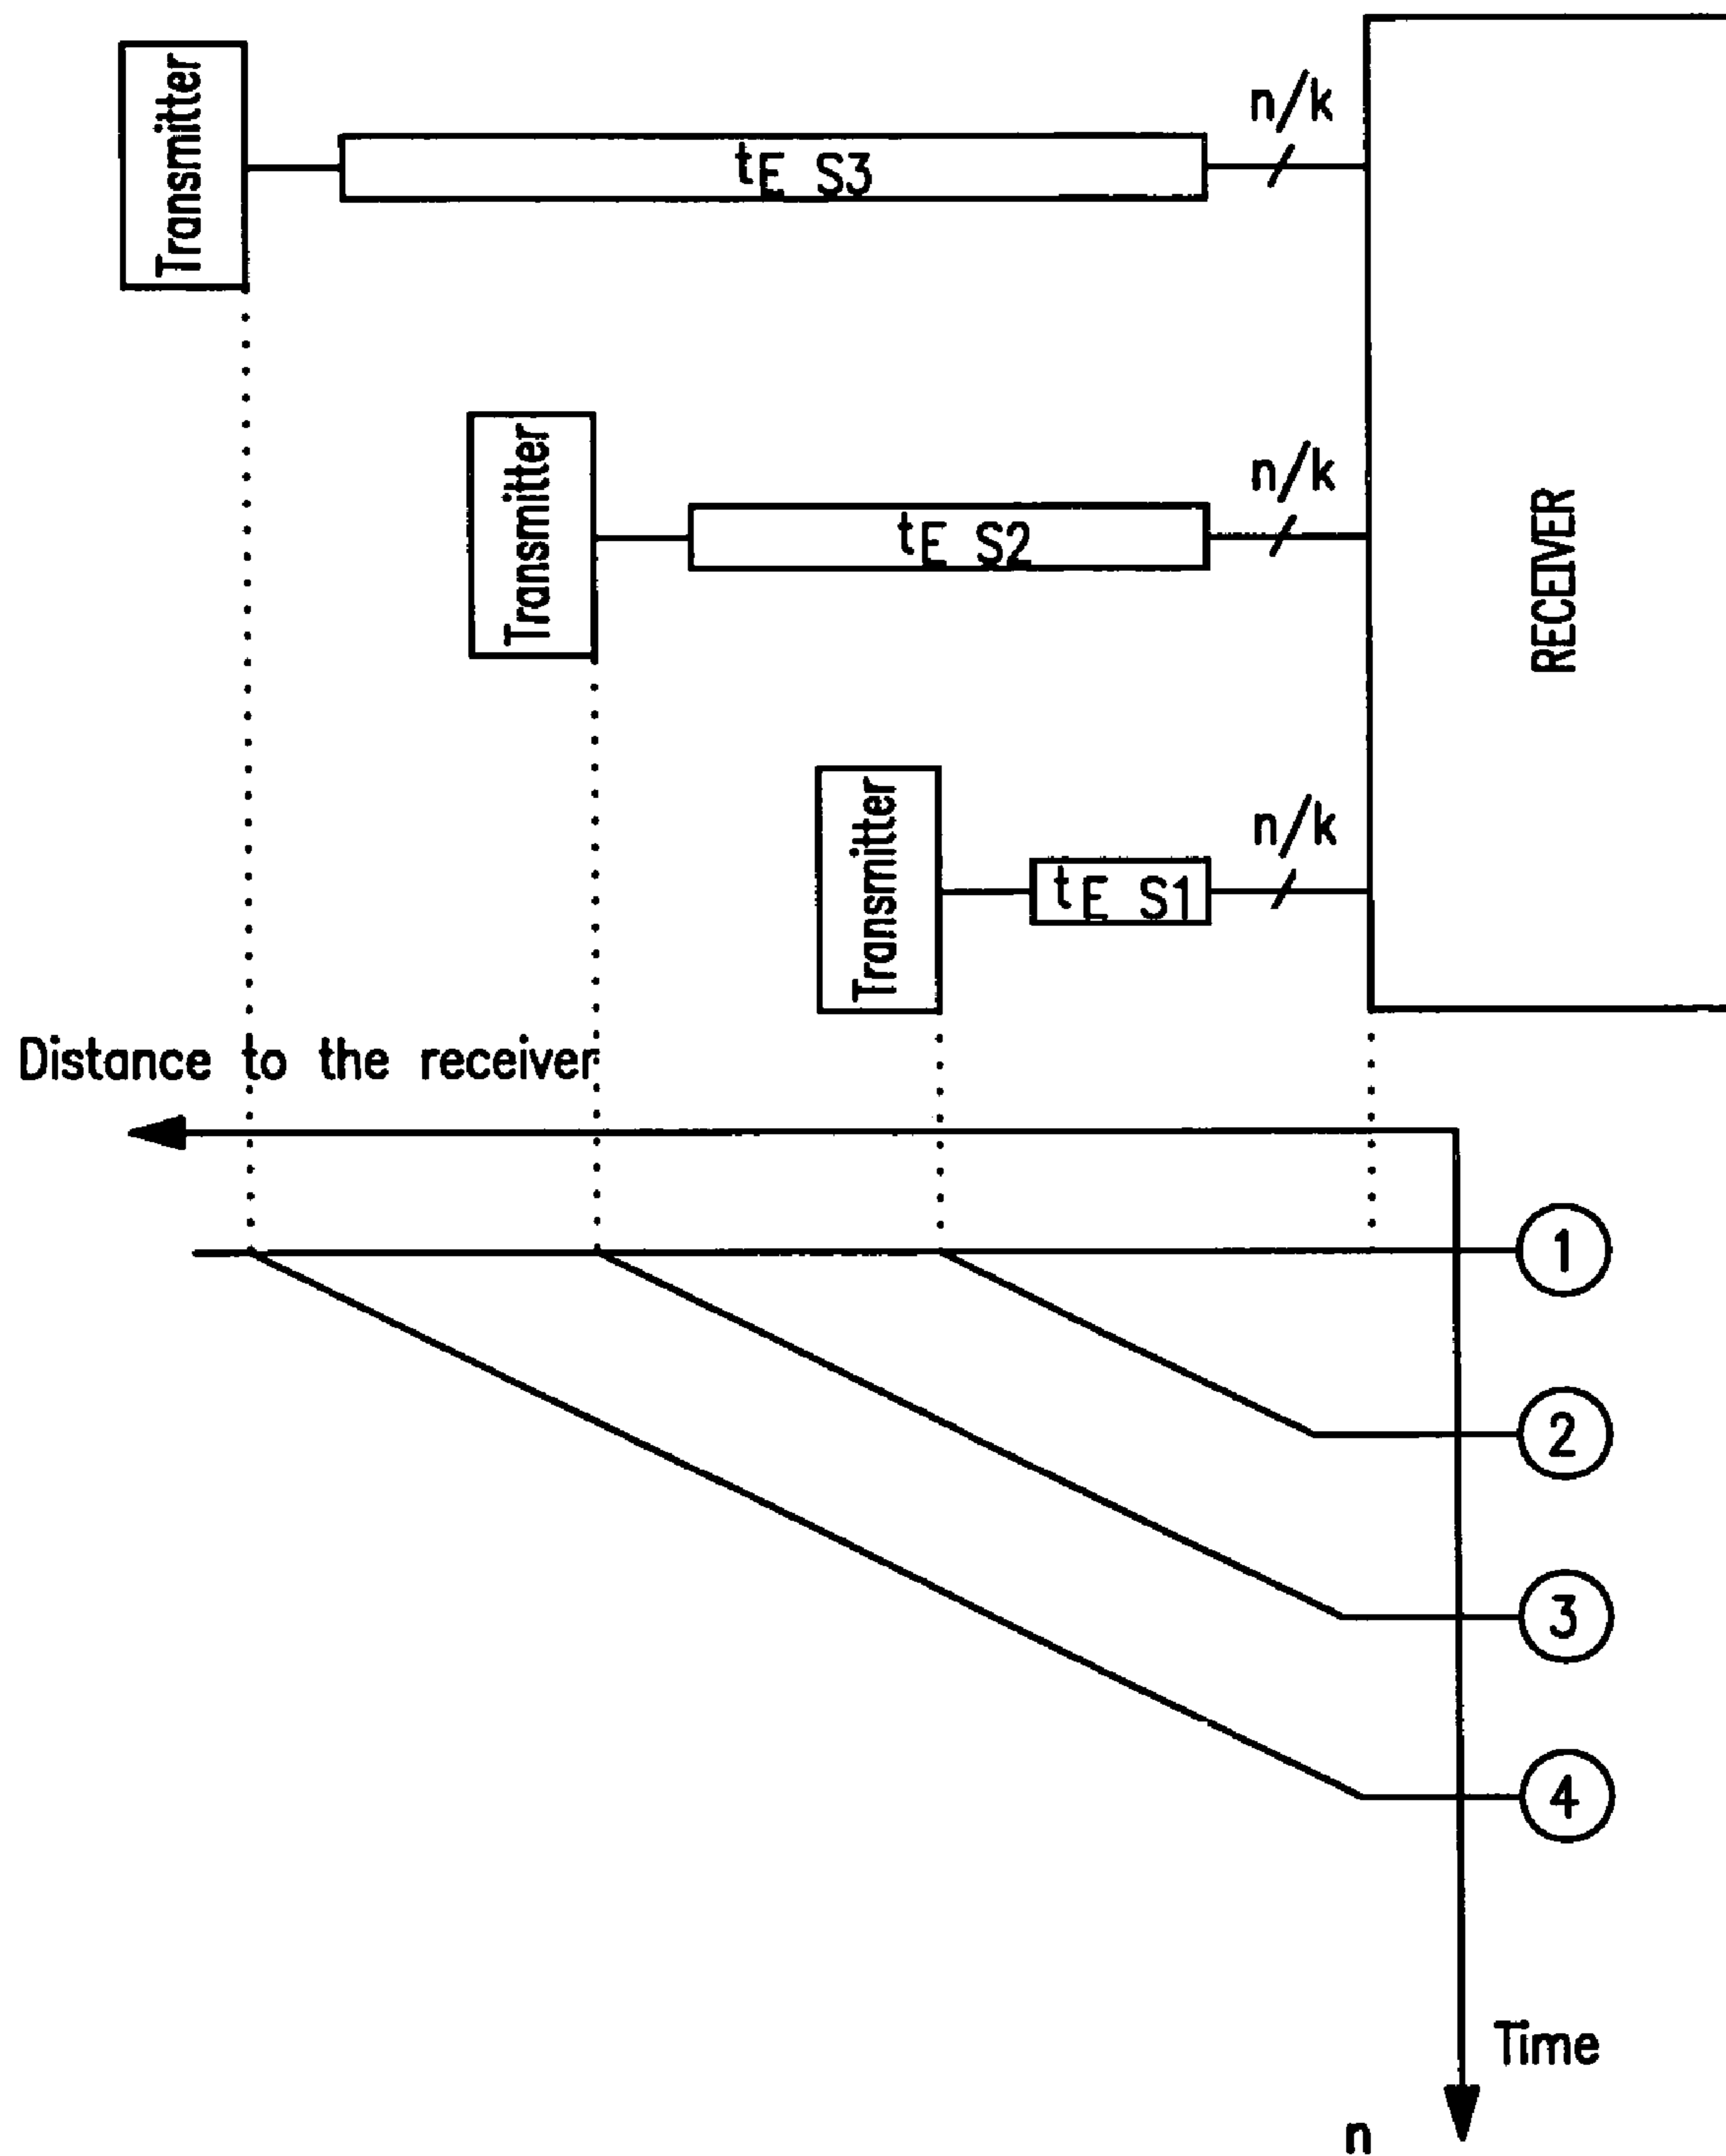 Transmitter
n/k
tE S3
Transmitter
n/k
tE S2
RECEIVER
Transmitter
n/k
tE S1
Distance to the receiver
1
2
3
4
Time
n